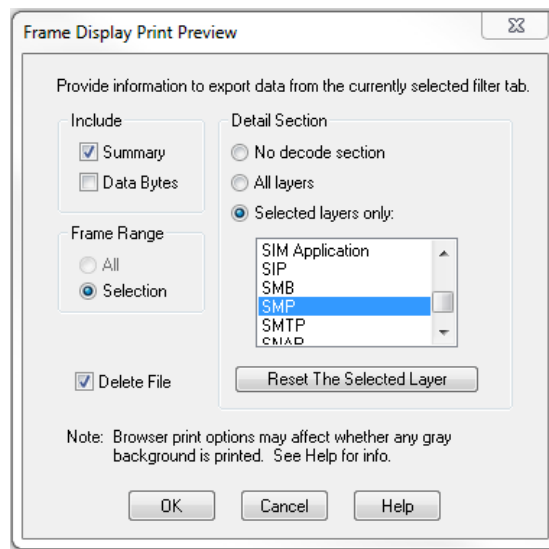 Frame Display Print Preview
Provide information to export data from the currently selected filter tab.
Include
Summary
Data Bytes
Frame Range
All
Selection
Delete File
Detail Section
No decode section
All layers
Selected layers only:
SIM Application
SIP
SMB
SMP
SMTP
SNAP
Reset The Selected Layer
Note: Browser print options may affect whether any gray
background is printed. See Help for info.
OK Cancel Help